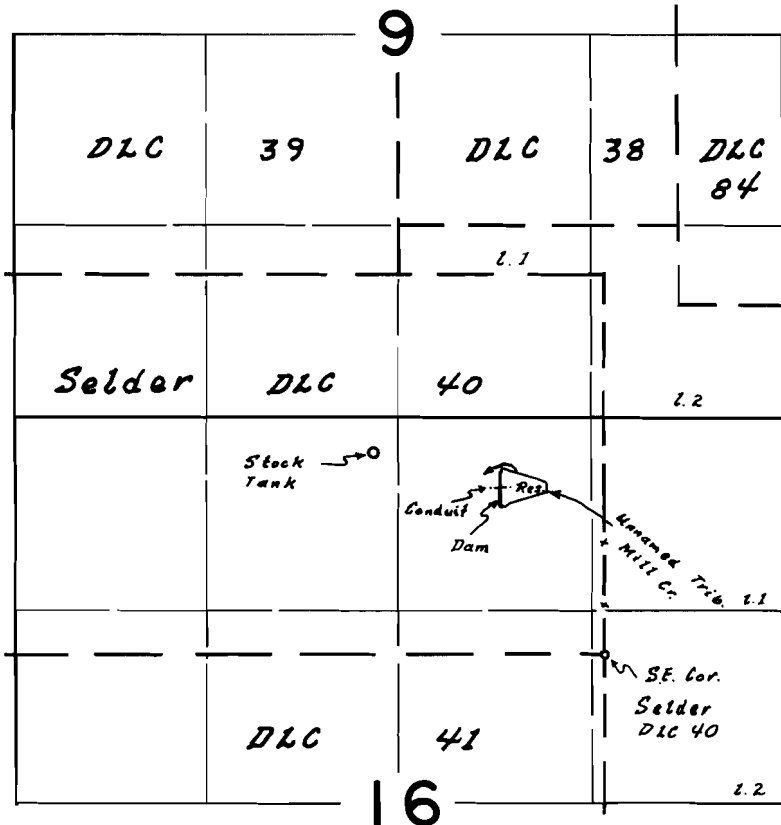 9
DLC 39 DLC 38 DLC
84
l.1
Selder DLC 40
l.2
Stock
Tank
Conduit
Res.
Dam
Unnamed Trib.
Mill Cr.
l.1
S.E. Cor.
Selder
DLC 40
DLC 41
l.2
16